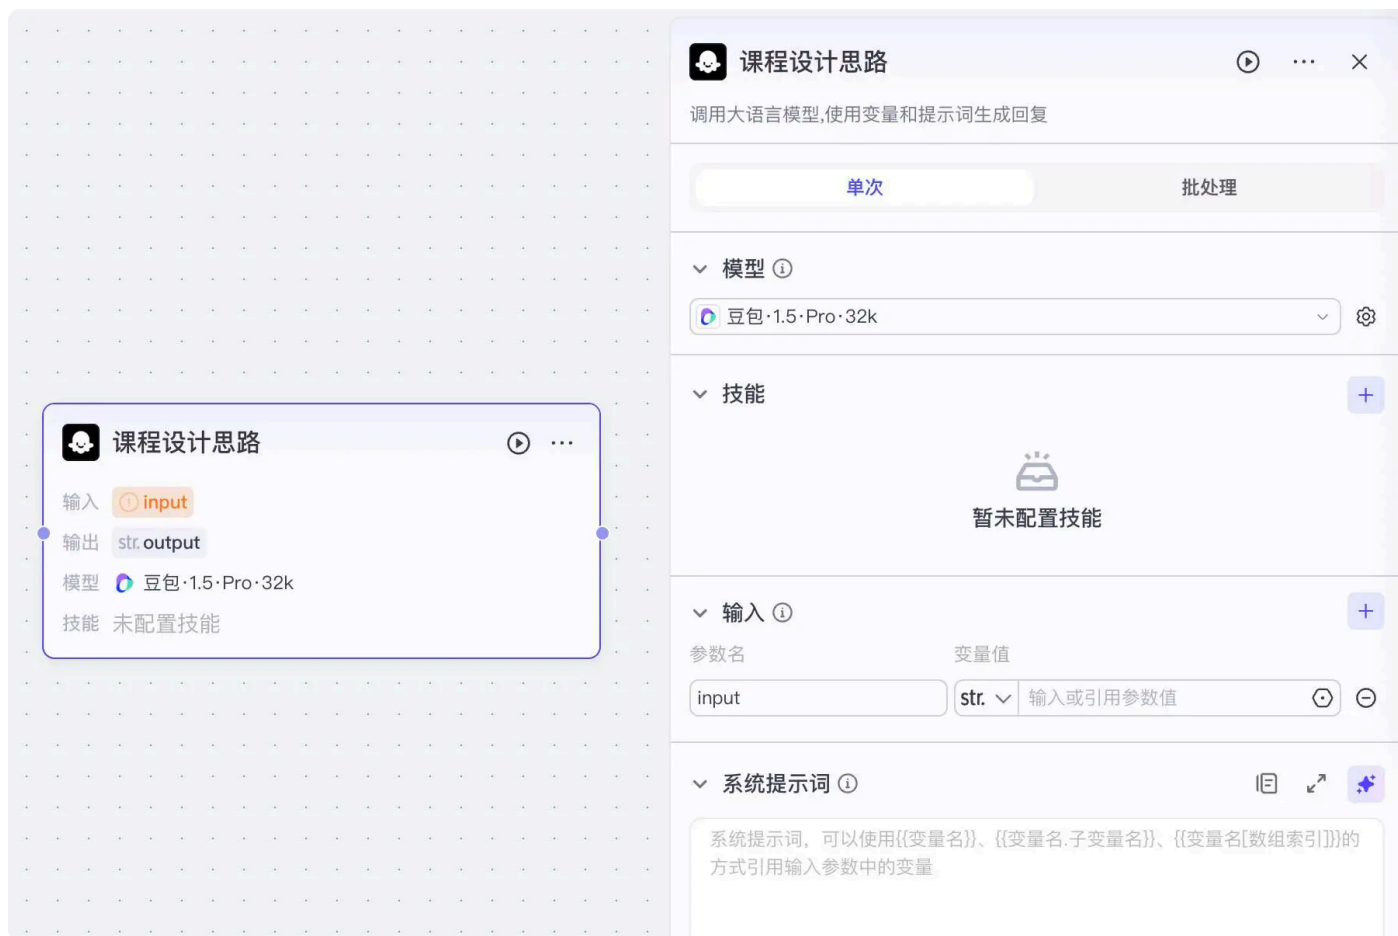 课程设计思路
输入 input
输出 str. output
模型 豆包·1.5·Pro·32k
技能 未配置技能
课程设计思路
调用大语言模型,使用变量和提示词生成回复
单次 批处理
模型
豆包·1.5·Pro·32k
技能
暂未配置技能
输入
参数名 变量值
input str. 输入或引用参数值
系统提示词
系统提示词，可以使用{{变量名}}、{{变量名.子变量名}}、{{变量名[数组索引]}}的
方式引用输入参数中的变量